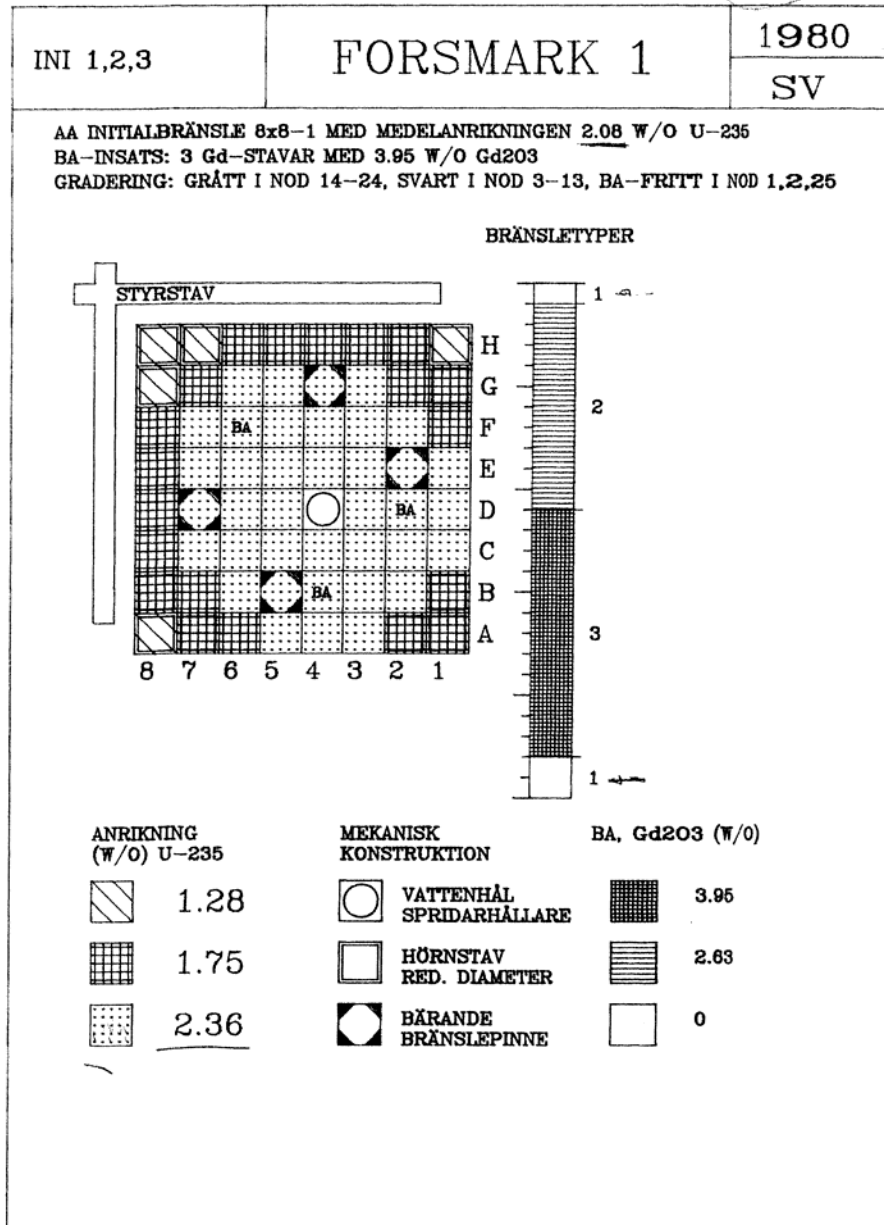 INI 1,2,3
FORSMARK 1
1980
SV
AA INITIALBRÄNSLE 8x8-1 MED MEDELANRIKNINGEN 2.08 W/O U-235
BA-INSATS: 3 Gd-STAVAR MED 3.95 W/O Gd2O3
GRADERING: GRÅTT I NOD 14-24, SVART I NOD 3-13, BA-FRITT I NOD 1,2,25
BRÄNSLETYPER
STYRSTAV
1
H
G
2
BA
F
E
BA
D
C
BA
B
A
3
8 7 6 5 4 3 2 1
1
ANRIKNING
(W/O) U-235
1.28
1.75
2.36
MEKANISK
KONSTRUKTION
VATTENHÅL
SPRIDARHÅLLARE
HÖRNSTAV
RED. DIAMETER
BÄRANDE
BRÄNSLEPINNE
BA, Gd2O3 (W/O)
3.95
2.63
0